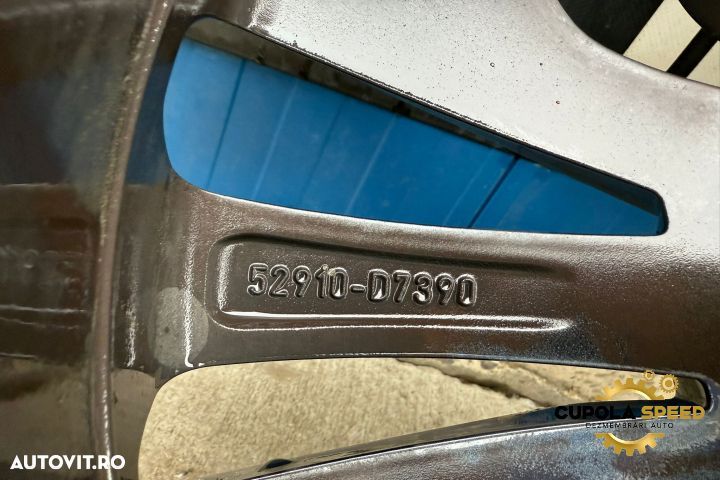 52910-D7390
CUPOLA SPEED
DEZMEMBRĂRI AUTO
AUTOVIT.RO